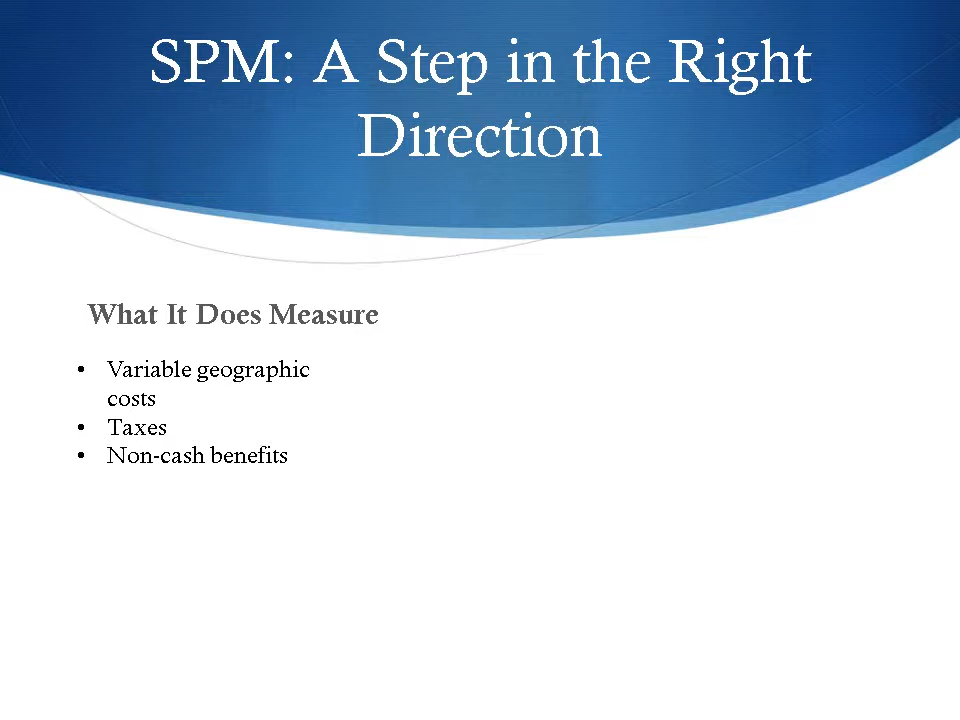 SPM: A Step in the Right
Direction
What It Does Measure
• Variable geographic
costs
• Taxes
• Non-cash benefits